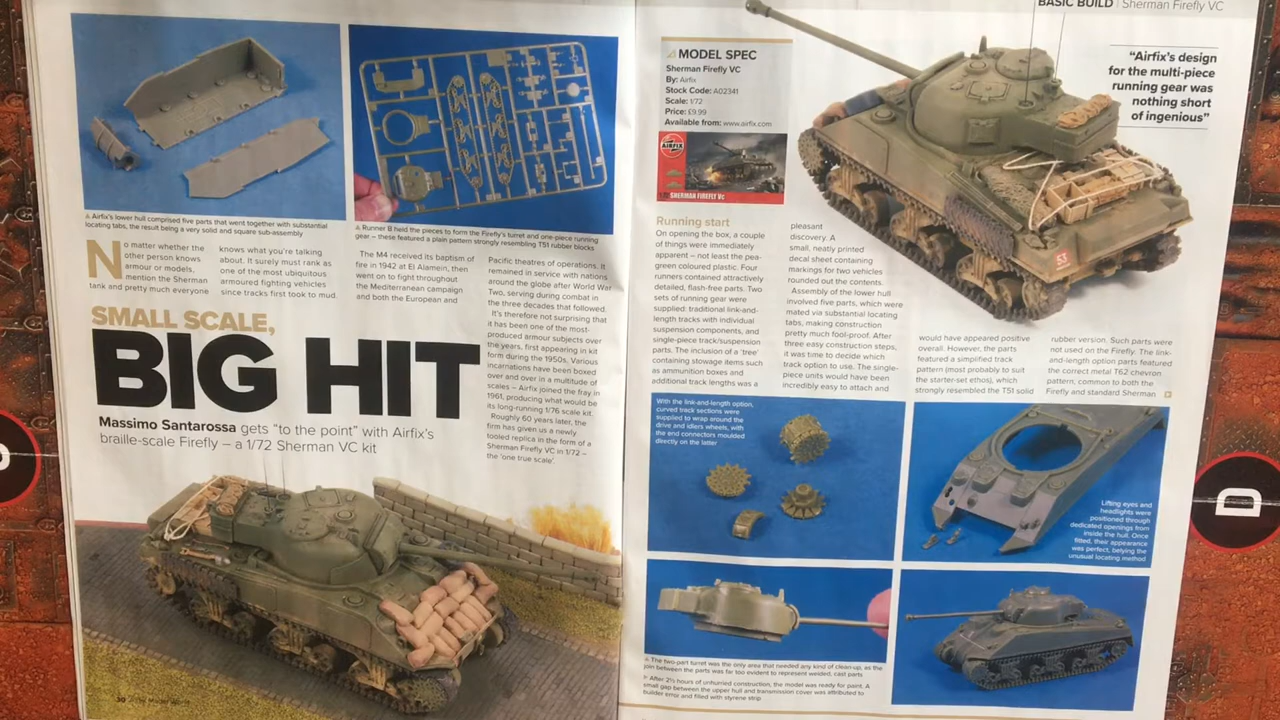 Airfix's lower hull comprised five parts that went together with substantial
locating tabs, the result being a very solid and square sub-assembly
Runner B held the pieces to form the Firefly's turret and one-piece running
gear – these featured a plain pattern strongly resembling T51 rubber blocks
No matter whether the
other person knows
armour or models,
mention the Sherman
tank and pretty much everyone
knows what you're talking
about. It surely must rank as
one of the most ubiquitous
armoured fighting vehicles
since tracks first took to mud.
The M4 received its baptism of
fire in 1942 at El Alamein, then
went on to fight throughout
the Mediterranean campaign
and both the European and
Pacific theatres of operations. It
remained in service with nations
around the globe after World War
Two, serving during combat in
the three decades that followed.
It's therefore not surprising that
it has been one of the most-
produced armour subjects over
the years, first appearing in kit
form during the 1950s. Various
incarnations have been boxed
over and over in a multitude of
scales – Airfix joined the fray in
1961, producing what would be
its long-running 1/76 scale kit.
Roughly 60 years later, the
firm has given us a newly
tooled replica in the form of a
Sherman Firefly VC in 1/72 –
the 'one true scale'.
SMALL SCALE,
BIG HIT
Massimo Santarossa gets "to the point" with Airfix's
braille-scale Firefly – a 1/72 Sherman VC kit
30
BASIC BUILD | Sherman Firefly VC
MODEL SPEC
Sherman Firefly VC
By: Airfix
Stock Code: A02341
Scale: 1/72
Price: £9.99
Available from: www.airfix.com
AIRFIX
SHERMAN FIREFLY Vc
"Airfix's design
for the multi-piece
running gear was
nothing short
of ingenious"
53
Running start
On opening the box, a couple
of things were immediately
apparent – not least the pea-
green coloured plastic. Four
runners contained attractively
detailed, flash-free parts. Two
sets of running gear were
supplied: traditional link-and-
length tracks with individual
suspension components, and
single-piece track/suspension
parts. The inclusion of a 'tree'
containing stowage items such
as ammunition boxes and
additional track lengths was a
pleasant
discovery. A
small, neatly printed
decal sheet containing
markings for two vehicles
rounded out the contents.
Assembly of the lower hull
involved five parts, which were
mated via substantial locating
tabs, making construction
pretty much fool-proof. After
three easy construction steps,
it was time to decide which
track option to use. The single-
piece units would have been
incredibly easy to attach and
would have appeared positive
overall. However, the parts
featured a simplified track
pattern (most probably to suit
the starter-set ethos), which
strongly resembled the T51 solid
rubber version. Such parts were
not used on the Firefly. The link-
and-length option parts featured
the correct metal T62 chevron
pattern, common to both the
Firefly and standard Sherman
With the link-and-length option,
curved track sections were
supplied to wrap around the
drive and idlers wheels, with
the end connectors moulded
directly on the latter
Lifting eyes and
headlights were
positioned through
dedicated openings from
inside the hull. Once
fitted, their appearance
was perfect, belying the
unusual locating method
The two-part turret was the only area that needed any kind of clean-up, as the
join between the parts was far too evident to represent welded, cast parts
After 2½ hours of unhurried construction, the model was ready for paint. A
small gap between the upper hull and transmission cover was attributed to
builder error and filled with styrene strip
D